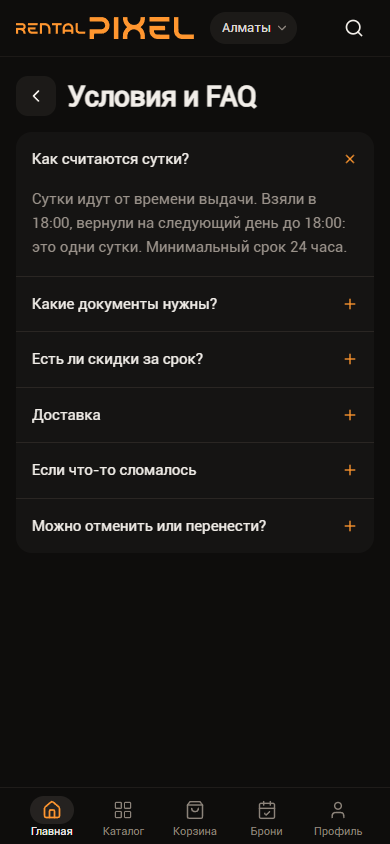 RENTAL PIXEL
Алматы
Условия и FAQ
Как считаются сутки?
Сутки идут от времени выдачи. Взяли в
18:00, вернули на следующий день до 18:00:
это одни сутки. Минимальный срок 24 часа.
Какие документы нужны?
Есть ли скидки за срок?
Доставка
Если что-то сломалось
Можно отменить или перенести?
Главная
Каталог
Корзина
Брони
Профиль